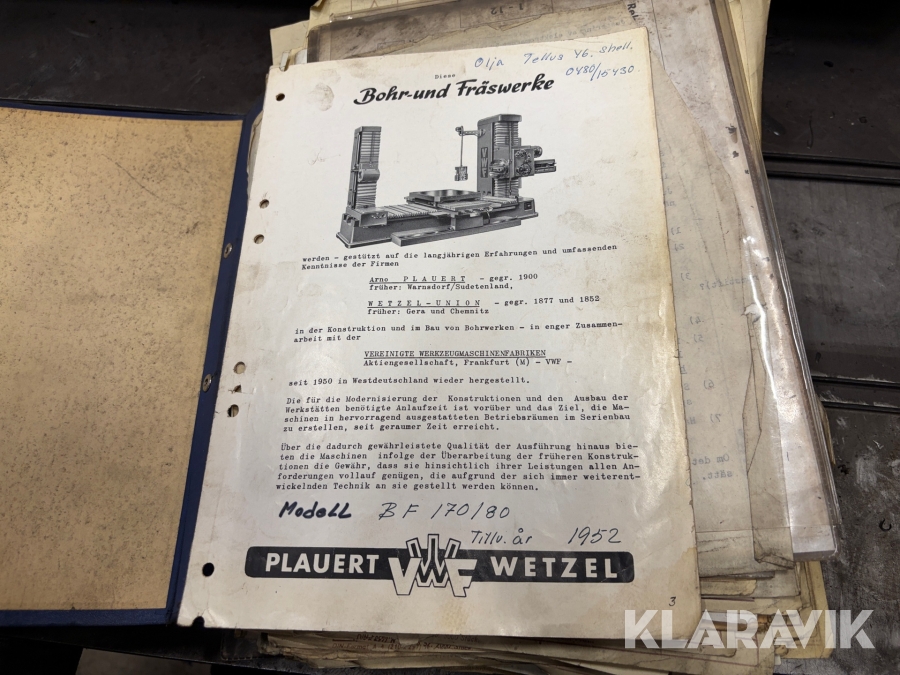 Olja Tellus 46. Shell.
0480/15430
Diese
Bohr- und Fräswerke
werden - gestützt auf die langjährigen Erfahrungen und umfassenden
Kenntnisse der Firmen
Arno PLAUERT - gegr. 1900
früher: Warnsdorf/Sudetenland,
WETZEL-UNION - gegr. 1877 und 1852
früher: Gera und Chemnitz
in der Konstruktion und im Bau von Bohrwerken - in enger Zusammen-
arbeit mit der
VEREINIGTE WERKZEUGMASCHINENFABRIKEN
Aktiengesellschaft, Frankfurt (M) - VWF -
seit 1950 in Westdeutschland wieder hergestellt.
Die für die Modernisierung der Konstruktionen und den Ausbau der
Werkstätten benötigte Anlaufzeit ist vorüber und das Ziel, die Ma-
schinen in hervorragend ausgestatteten Betriebsräumen im Serienbau
zu erstellen, seit geraumer Zeit erreicht.
Über die dadurch gewährleistete Qualität der Ausführung hinaus bie-
ten die Maschinen infolge der Überarbeitung der früheren Konstruk-
tionen die Gewähr, dass sie hinsichtlich ihrer Leistungen allen An-
forderungen vollauf genügen, die aufgrund der sich immer weiterent-
wickelnden Technik an sie gestellt werden können.
Modell BF 170/80
Tillv. år 1952
PLAUERT VWF WETZEL
3
KLARAVIK